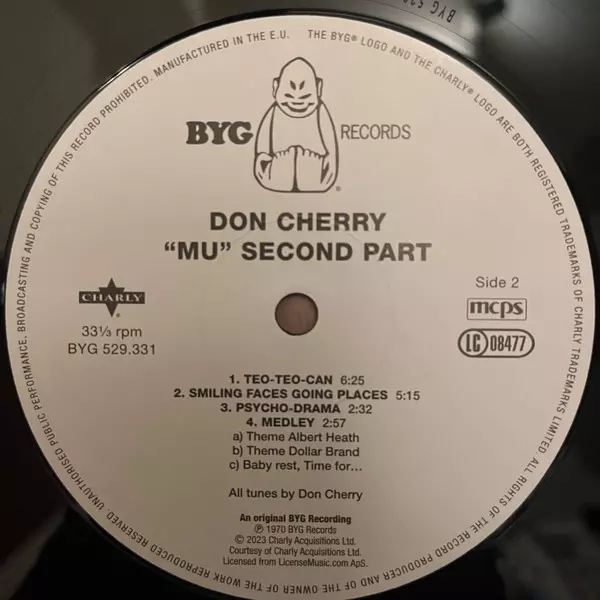 UNAUTHORISED PUBLIC PERFORMANCE, BROADCASTING AND COPYING OF THIS RECORD PROHIBITED. MANUFACTURED IN THE E.U. THE BYG® LOGO AND THE CHARLY® LOGO ARE BOTH REGISTERED TRADEMARKS OF CHARLY TRADEMARKS LIMITED. ALL RIGHTS OF THE RECORD PRODUCER AND OF THE OWNER OF THE WORK REPRODUCED RESERVED.
BYG RECORDS
®
DON CHERRY
“MU” SECOND PART
CHARLY®
33⅓ rpm
BYG 529.331
Side 2
mcps
LC 08477
1. TEO-TEO-CAN 6:25
2. SMILING FACES GOING PLACES 5:15
3. PSYCHO-DRAMA 2:32
4. MEDLEY 2:57
a) Theme Albert Heath
b) Theme Dollar Brand
c) Baby rest, Time for...
All tunes by Don Cherry
An original BYG Recording
℗ 1970 BYG Records
© 2023 Charly Acquisitions Ltd.
Courtesy of Charly Acquisitions Ltd.
Licensed from LicenseMusic.com ApS.